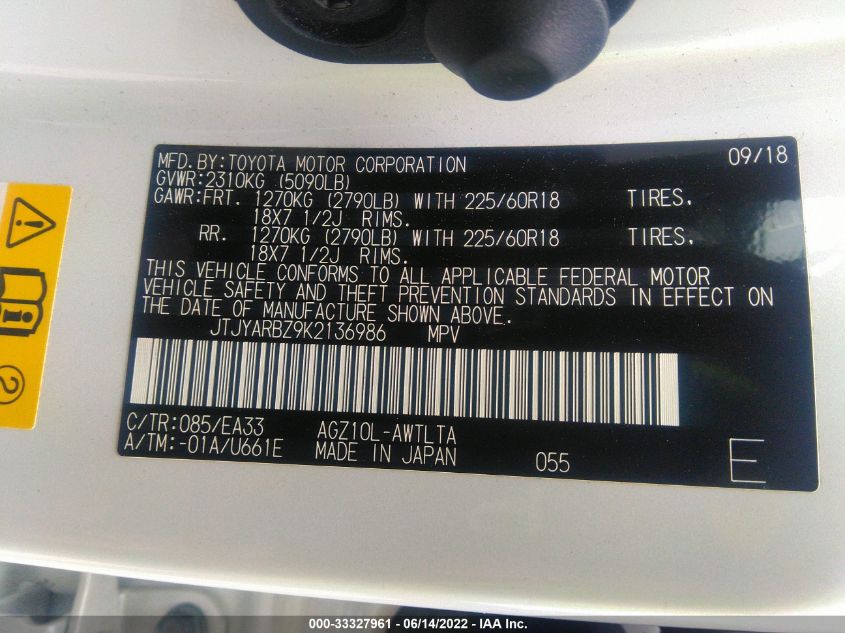 MFD.BY:TOYOTA MOTOR CORPORATION 09/18
GVWR:2310KG (5090LB)
GAWR:FRT. 1270KG (2790LB) WITH 225/60R18 TIRES,
18X7 1/2J RIMS.
RR. 1270KG (2790LB) WITH 225/60R18 TIRES,
18X7 1/2J RIMS.
THIS VEHICLE CONFORMS TO ALL APPLICABLE FEDERAL MOTOR
VEHICLE SAFETY AND THEFT PREVENTION STANDARDS IN EFFECT ON
THE DATE OF MANUFACTURE SHOWN ABOVE.
JTJYARBZ9K2136986 MPV
C/TR:085/EA33 AGZ10L-AWTLTA
A/TM:-01A/U661E MADE IN JAPAN 055 E
2
000-33327961 - 06/14/2022 - IAA Inc.